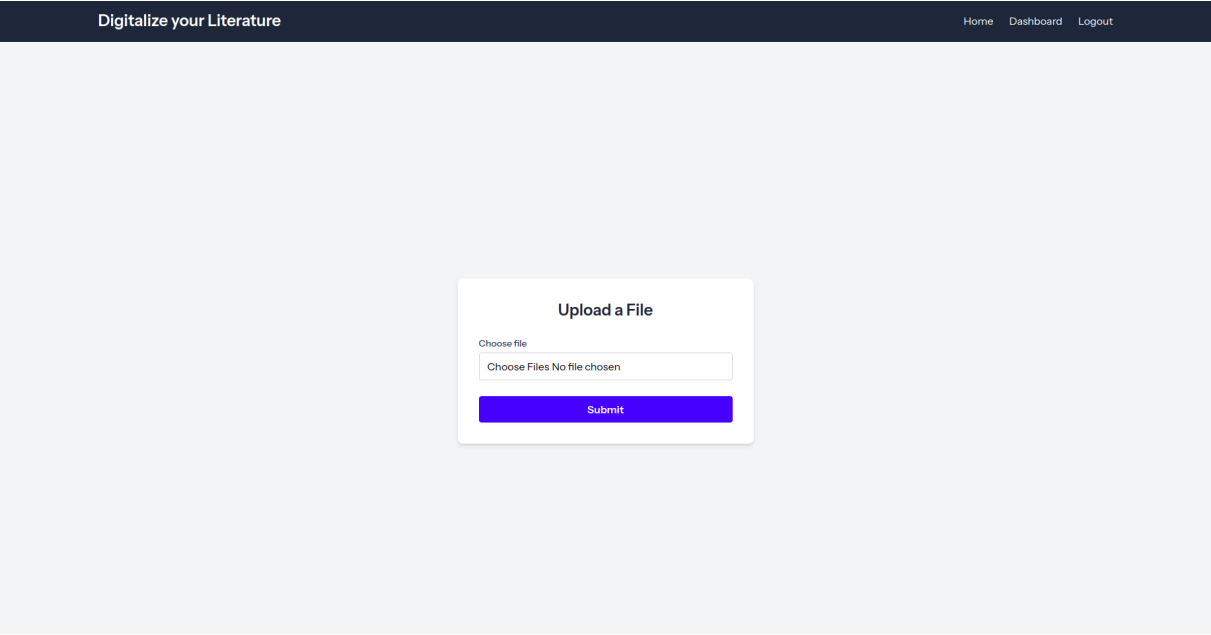 Digitalize your Literature
Home Dashboard Logout
Upload a File
Choose file
Choose Files No file chosen
Submit